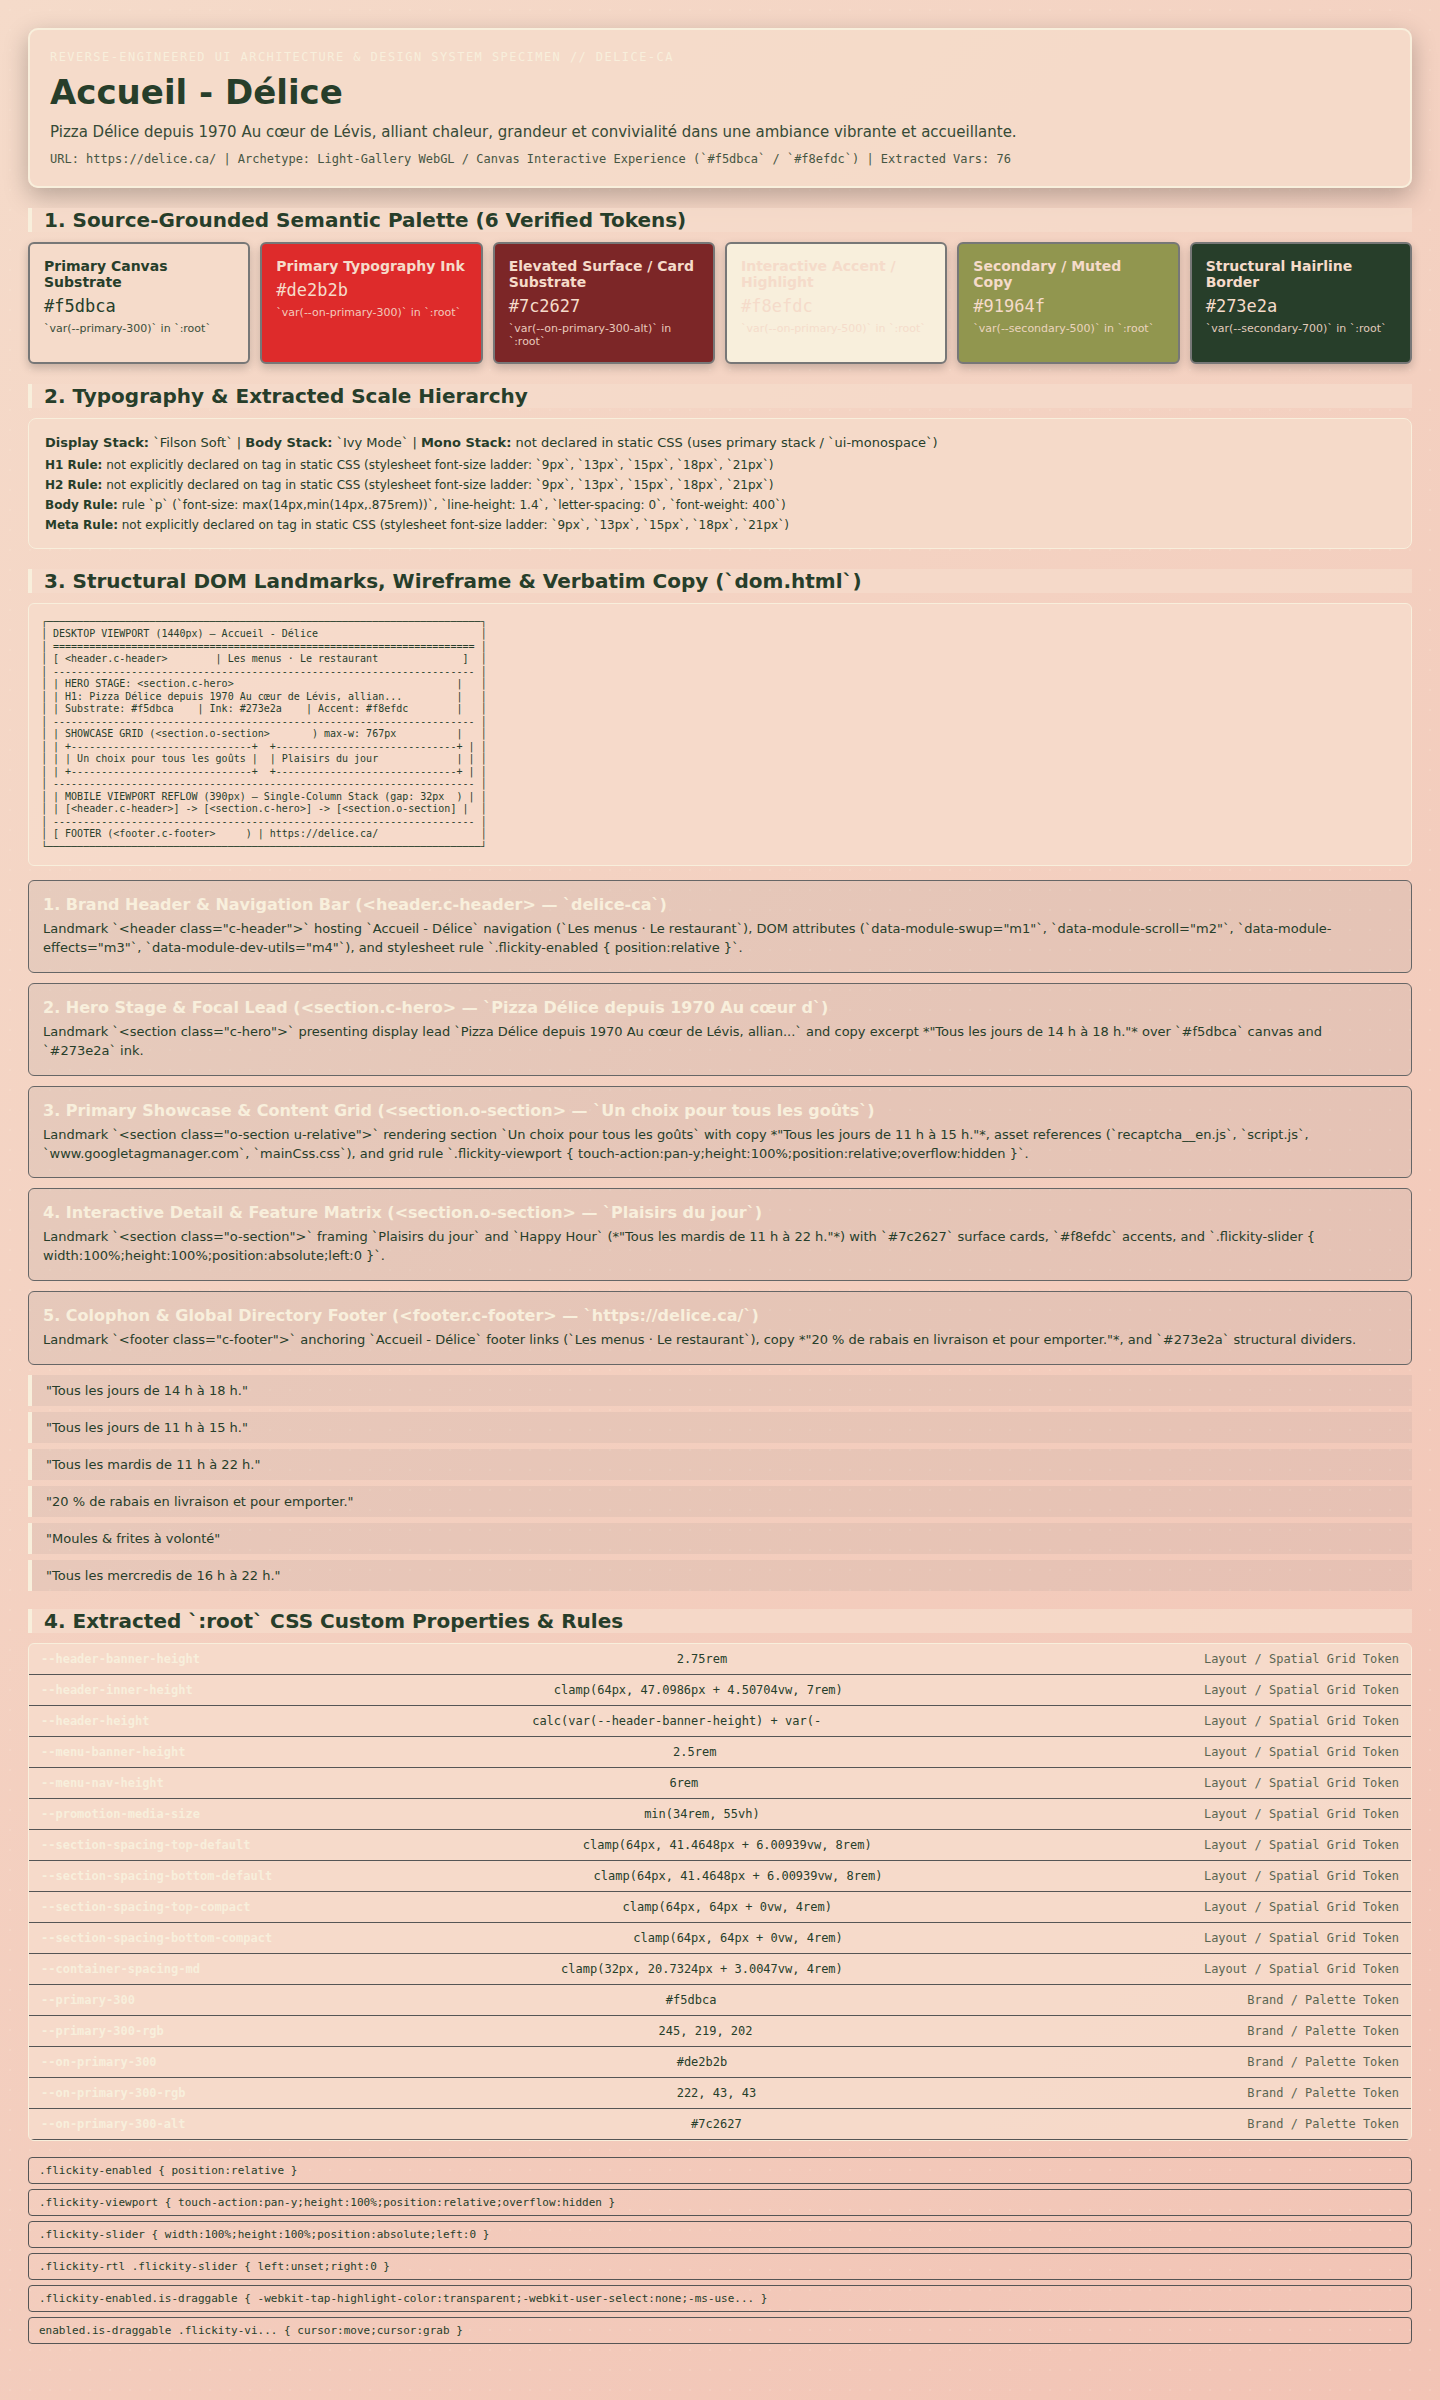 REVERSE-ENGINEERED UI ARCHITECTURE & DESIGN SYSTEM SPECIMEN // DELICE-CA
Accueil - Délice
Pizza Délice depuis 1970 Au cœur de Lévis, alliant chaleur, grandeur et convivialité dans une ambiance vibrante et accueillante.
URL: https://delice.ca/ | Archetype: Light-Gallery WebGL / Canvas Interactive Experience (`#f5dbca` / `#f8efdc`) | Extracted Vars: 76
1. Source-Grounded Semantic Palette (6 Verified Tokens)
Primary Canvas
Substrate
#f5dbca
`var(--primary-300)` in `:root`
Primary Typography Ink
#de2b2b
`var(--on-primary-300)` in `:root`
Elevated Surface / Card
Substrate
#7c2627
`var(--on-primary-300-alt)` in
`:root`
Interactive Accent /
Highlight
#f8efdc
`var(--on-primary-500)` in `:root`
Secondary / Muted
Copy
#91964f
`var(--secondary-500)` in `:root`
Structural Hairline
Border
#273e2a
`var(--secondary-700)` in `:root`
2. Typography & Extracted Scale Hierarchy
Display Stack: `Filson Soft` | Body Stack: `Ivy Mode` | Mono Stack: not declared in static CSS (uses primary stack / `ui-monospace`)
H1 Rule: not explicitly declared on tag in static CSS (stylesheet font-size ladder: `9px`, `13px`, `15px`, `18px`, `21px`)
H2 Rule: not explicitly declared on tag in static CSS (stylesheet font-size ladder: `9px`, `13px`, `15px`, `18px`, `21px`)
Body Rule: rule `p` (`font-size: max(14px,min(14px,.875rem))`, `line-height: 1.4`, `letter-spacing: 0`, `font-weight: 400`)
Meta Rule: not explicitly declared on tag in static CSS (stylesheet font-size ladder: `9px`, `13px`, `15px`, `18px`, `21px`)
3. Structural DOM Landmarks, Wireframe & Verbatim Copy (`dom.html`)
DESKTOP VIEWPORT (1440px) — Accueil - Délice
======================================================================
[ <header.c-header>        | Les menus · Le restaurant              ]
----------------------------------------------------------------------
| HERO STAGE: <section.c-hero>                                     |
| H1: Pizza Délice depuis 1970 Au cœur de Lévis, allian...         |
| Substrate: #f5dbca    | Ink: #273e2a    | Accent: #f8efdc        |
----------------------------------------------------------------------
| SHOWCASE GRID (<section.o-section>       ) max-w: 767px          |
| +------------------------------+  +------------------------------+ |
| | Un choix pour tous les goûts |  | Plaisirs du jour             | |
| +------------------------------+  +------------------------------+ |
----------------------------------------------------------------------
| MOBILE VIEWPORT REFLOW (390px) — Single-Column Stack (gap: 32px  ) |
| [<header.c-header>] -> [<section.c-hero>] -> [<section.o-section] |
----------------------------------------------------------------------
[ FOOTER (<footer.c-footer>     ) | https://delice.ca/
1. Brand Header & Navigation Bar (<header.c-header> — `delice-ca`)
Landmark `<header class="c-header">` hosting `Accueil - Délice` navigation (`Les menus · Le restaurant`), DOM attributes (`data-module-swup="m1"`, `data-module-scroll="m2"`, `data-module-
effects="m3"`, `data-module-dev-utils="m4"`), and stylesheet rule `.flickity-enabled { position:relative }`.
2. Hero Stage & Focal Lead (<section.c-hero> — `Pizza Délice depuis 1970 Au cœur d`)
Landmark `<section class="c-hero">` presenting display lead `Pizza Délice depuis 1970 Au cœur de Lévis, allian...` and copy excerpt *"Tous les jours de 14 h à 18 h."* over `#f5dbca` canvas and
`#273e2a` ink.
3. Primary Showcase & Content Grid (<section.o-section> — `Un choix pour tous les goûts`)
Landmark `<section class="o-section u-relative">` rendering section `Un choix pour tous les goûts` with copy *"Tous les jours de 11 h à 15 h."*, asset references (`recaptcha__en.js`, `script.js`,
`www.googletagmanager.com`, `mainCss.css`), and grid rule `.flickity-viewport { touch-action:pan-y;height:100%;position:relative;overflow:hidden }`.
4. Interactive Detail & Feature Matrix (<section.o-section> — `Plaisirs du jour`)
Landmark `<section class="o-section">` framing `Plaisirs du jour` and `Happy Hour` (*"Tous les mardis de 11 h à 22 h."*) with `#7c2627` surface cards, `#f8efdc` accents, and `.flickity-slider {
width:100%;height:100%;position:absolute;left:0 }`.
5. Colophon & Global Directory Footer (<footer.c-footer> — `https://delice.ca/`)
Landmark `<footer class="c-footer">` anchoring `Accueil - Délice` footer links (`Les menus · Le restaurant`), copy *"20 % de rabais en livraison et pour emporter."*, and `#273e2a` structural dividers.
"Tous les jours de 14 h à 18 h."
"Tous les jours de 11 h à 15 h."
"Tous les mardis de 11 h à 22 h."
"20 % de rabais en livraison et pour emporter."
"Moules & frites à volonté"
"Tous les mercredis de 16 h à 22 h."
4. Extracted `:root` CSS Custom Properties & Rules
--header-banner-height 2.75rem Layout / Spatial Grid Token
--header-inner-height clamp(64px, 47.0986px + 4.50704vw, 7rem) Layout / Spatial Grid Token
--header-height calc(var(--header-banner-height) + var(- Layout / Spatial Grid Token
--menu-banner-height 2.5rem Layout / Spatial Grid Token
--menu-nav-height 6rem Layout / Spatial Grid Token
--promotion-media-size min(34rem, 55vh) Layout / Spatial Grid Token
--section-spacing-top-default clamp(64px, 41.4648px + 6.00939vw, 8rem) Layout / Spatial Grid Token
--section-spacing-bottom-default clamp(64px, 41.4648px + 6.00939vw, 8rem) Layout / Spatial Grid Token
--section-spacing-top-compact clamp(64px, 64px + 0vw, 4rem) Layout / Spatial Grid Token
--section-spacing-bottom-compact clamp(64px, 64px + 0vw, 4rem) Layout / Spatial Grid Token
--container-spacing-md clamp(32px, 20.7324px + 3.0047vw, 4rem) Layout / Spatial Grid Token
--primary-300 #f5dbca Brand / Palette Token
--primary-300-rgb 245, 219, 202 Brand / Palette Token
--on-primary-300 #de2b2b Brand / Palette Token
--on-primary-300-rgb 222, 43, 43 Brand / Palette Token
--on-primary-300-alt #7c2627 Brand / Palette Token
.flickity-enabled { position:relative }
.flickity-viewport { touch-action:pan-y;height:100%;position:relative;overflow:hidden }
.flickity-slider { width:100%;height:100%;position:absolute;left:0 }
.flickity-rtl .flickity-slider { left:unset;right:0 }
.flickity-enabled.is-draggable { -webkit-tap-highlight-color:transparent;-webkit-user-select:none;-ms-use... }
enabled.is-draggable .flickity-vi... { cursor:move;cursor:grab }